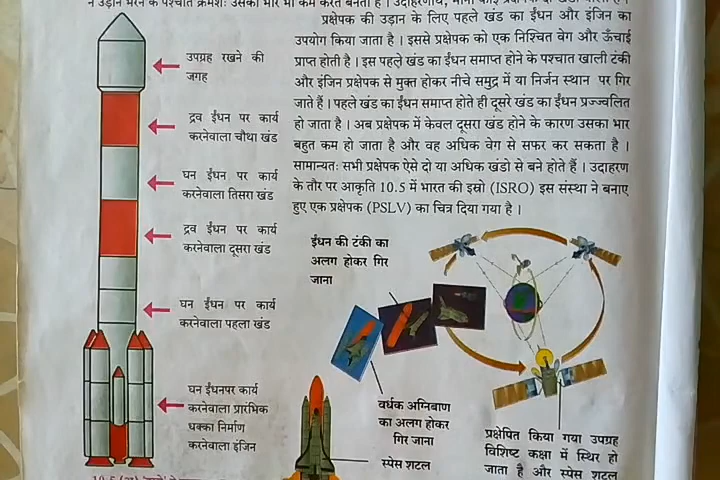 प्रक्षेपक की उड़ान के लिए पहले खंड का ईंधन और इंजिन का
उपयोग किया जाता है । इससे प्रक्षेपक को एक निश्चित वेग और ऊँचाई
प्राप्त होती है । इस पहले खंड का ईंधन समाप्त होने के पश्चात खाली टंकी
और इंजिन प्रक्षेपक से मुक्त होकर नीचे समुद्र में या निर्जन स्थान पर गिर
जाते हैं । पहले खंड का ईंधन समाप्त होते ही दूसरे खंड का ईंधन प्रज्ज्वलित
हो जाता है । अब प्रक्षेपक में केवल दूसरा खंड होने के कारण उसका भार
बहुत कम हो जाता है और वह अधिक वेग से सफर कर सकता है ।
सामान्यतः सभी प्रक्षेपक ऐसे दो या अधिक खंडो से बने होते हैं । उदाहरण
के तौर पर आकृति 10.5 में भारत की इस्रो (ISRO) इस संस्था ने बनाए
हुए एक प्रक्षेपक (PSLV) का चित्र दिया गया है ।
उपग्रह रखने की
जगह
द्रव ईंधन पर कार्य
करनेवाला चौथा खंड
घन ईंधन पर कार्य
करनेवाला तिसरा खंड
द्रव ईंधन पर कार्य
करनेवाला दूसरा खंड
घन ईंधन पर कार्य
करनेवाला पहला खंड
घन ईंधनपर कार्य
करनेवाला प्रारंभिक
धक्का निर्माण
करनेवाला इंजिन
ईंधन की टंकी का
अलग होकर गिर
जाना
वर्धक अग्निबाण
का अलग होकर
गिर जाना
स्पेस शटल
प्रक्षेपित किया गया उपग्रह
विशिष्ट कक्षा में स्थिर हो
जाता है और स्पेस शटल